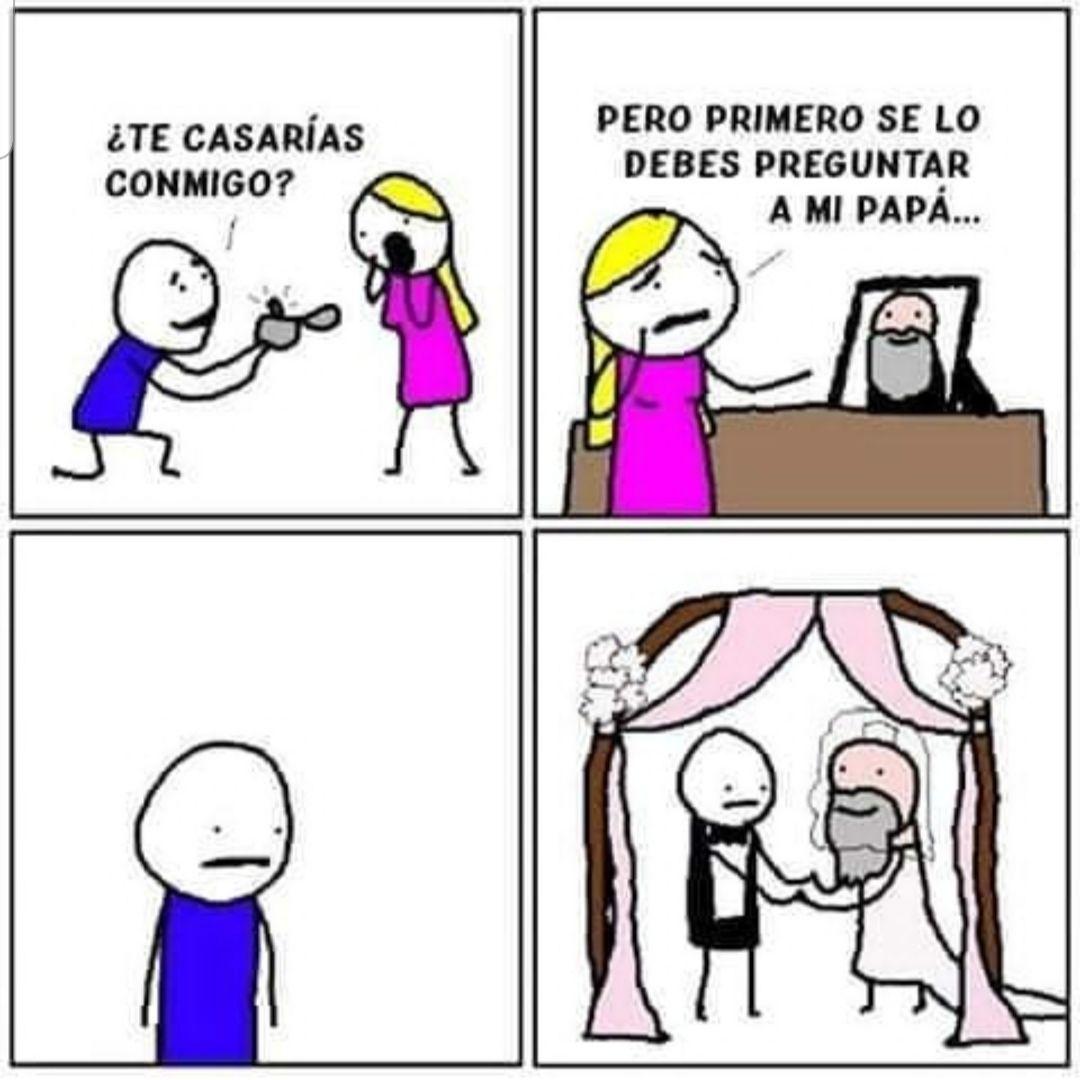 ¿TE CASARÍAS
CONMIGO?
PERO PRIMERO SE LO
DEBES PREGUNTAR
A MI PAPÁ...